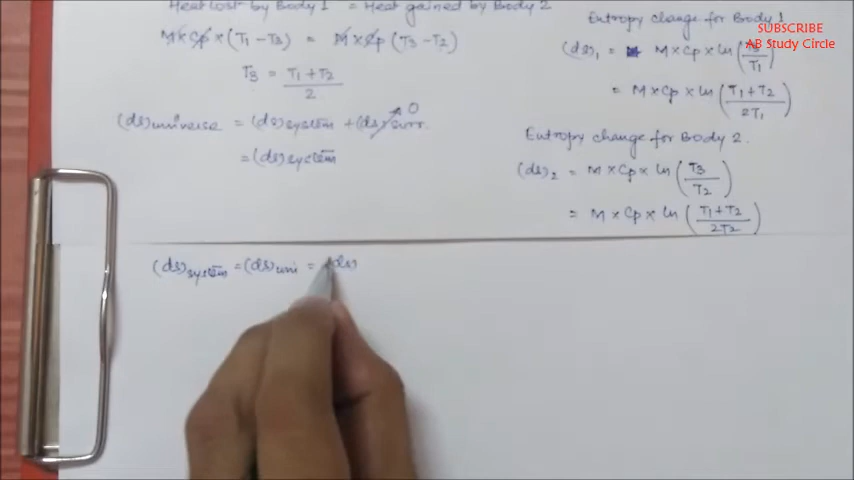 Heat lost by Body 1 = Heat gained by Body 2
M×Cp×(T1-T3) = M×Cp(T3-T2)
T3 = T1+T2
2
(ds)universe = (ds)system + (ds)surr. 0
=(ds)system
Entropy change for Body 1
(ds)1 = M×Cp×ln(T3/T1)
= M×Cp×ln(T1+T2/2T1)
Entropy change for Body 2.
(ds)2 = M×Cp×ln(T3/T2)
= M×Cp×ln(T1+T2/2T2)
(ds)system =(ds)uni = (ds)
SUBSCRIBE
AB Study Circle